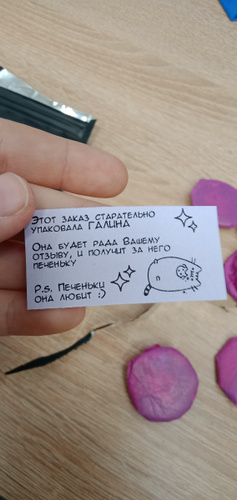 Этот заказ старательно
упаковала ГАЛИНА
Она будет рада Вашему
отзыву, и получит за него
печеньку
P.S. Печеньки
она любит :)